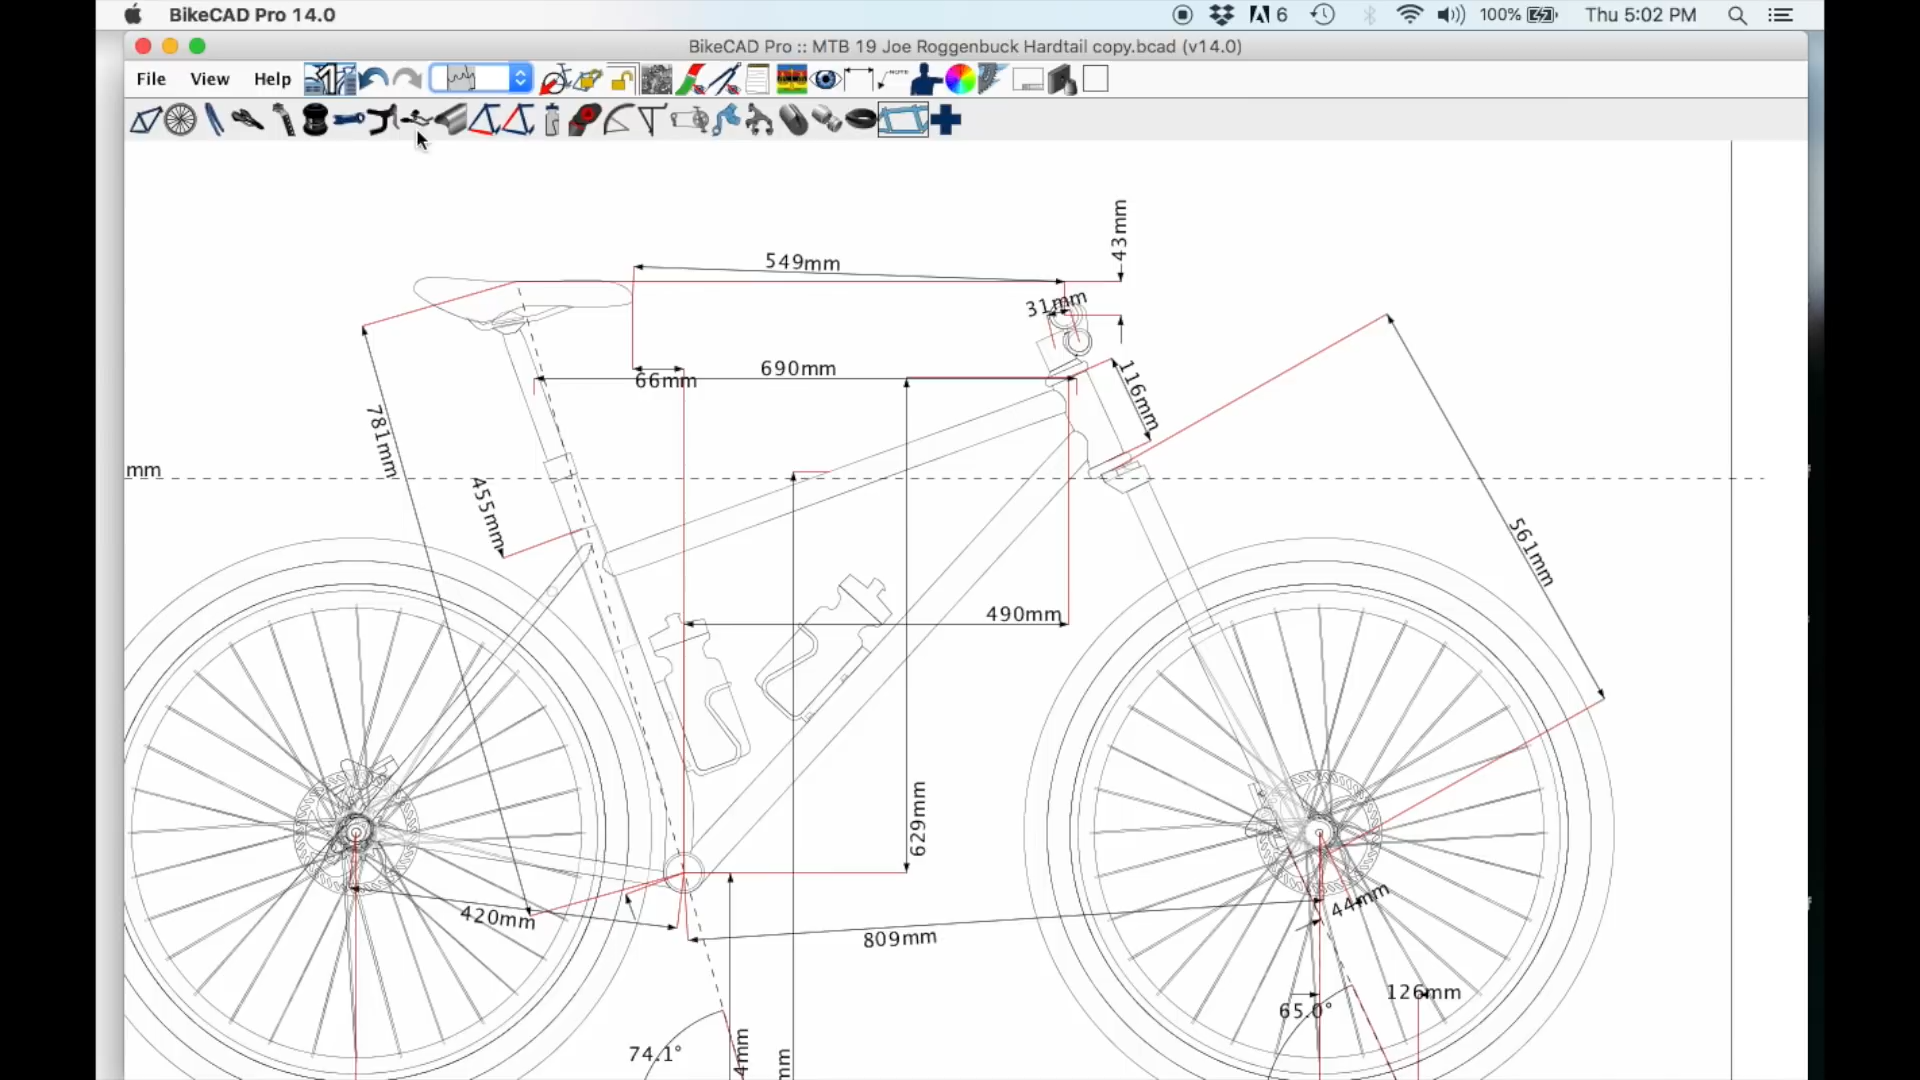 BikeCAD Pro 14.0
6
100%
Thu 5:02 PM
BikeCAD Pro :: MTB 19 Joe Roggenbuck Hardtail copy.bcad (v14.0)
File
View
Help
43mm
549mm
31mm
690mm
66mm
116mm
781mm
mm
455mm
561mm
490mm
629mm
420mm
809mm
44mm
126mm
65.0°
74.1°
4mm
mm